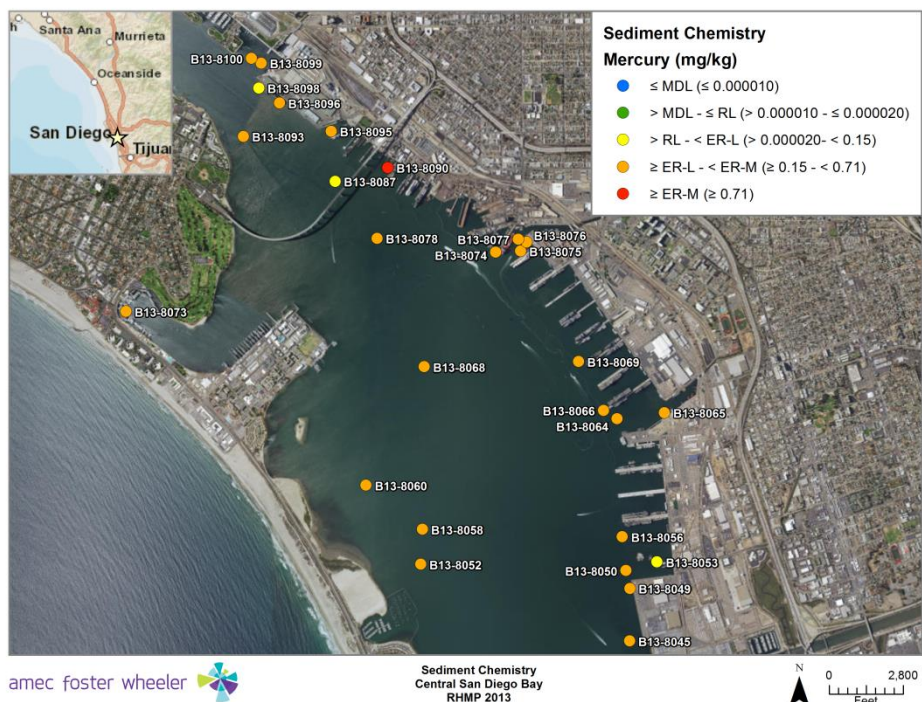 h
Santa Ana
Murrieta
Oceanside
San Diego
Tijuan
Sediment Chemistry
Mercury (mg/kg)
≤ MDL (≤ 0.000010)
> MDL - ≤ RL (> 0.000010 - ≤ 0.000020)
> RL - < ER-L (> 0.000020- < 0.15)
≥ ER-L - < ER-M (≥ 0.15 - < 0.71)
≥ ER-M (≥ 0.71)
B13-8100
B13-8099
B13-8098
B13-8096
B13-8093
B13-8095
B13-8090
B13-8087
B13-8078
B13-8077
B13-8076
B13-8074
B13-8075
B13-8073
B13-8068
B13-8069
B13-8066
B13-8065
B13-8064
B13-8060
B13-8058
B13-8056
B13-8052
B13-8053
B13-8050
B13-8049
B13-8045
amec foster wheeler
Sediment Chemistry
Central San Diego Bay
RHMP 2013
N
0 2,800
Feet